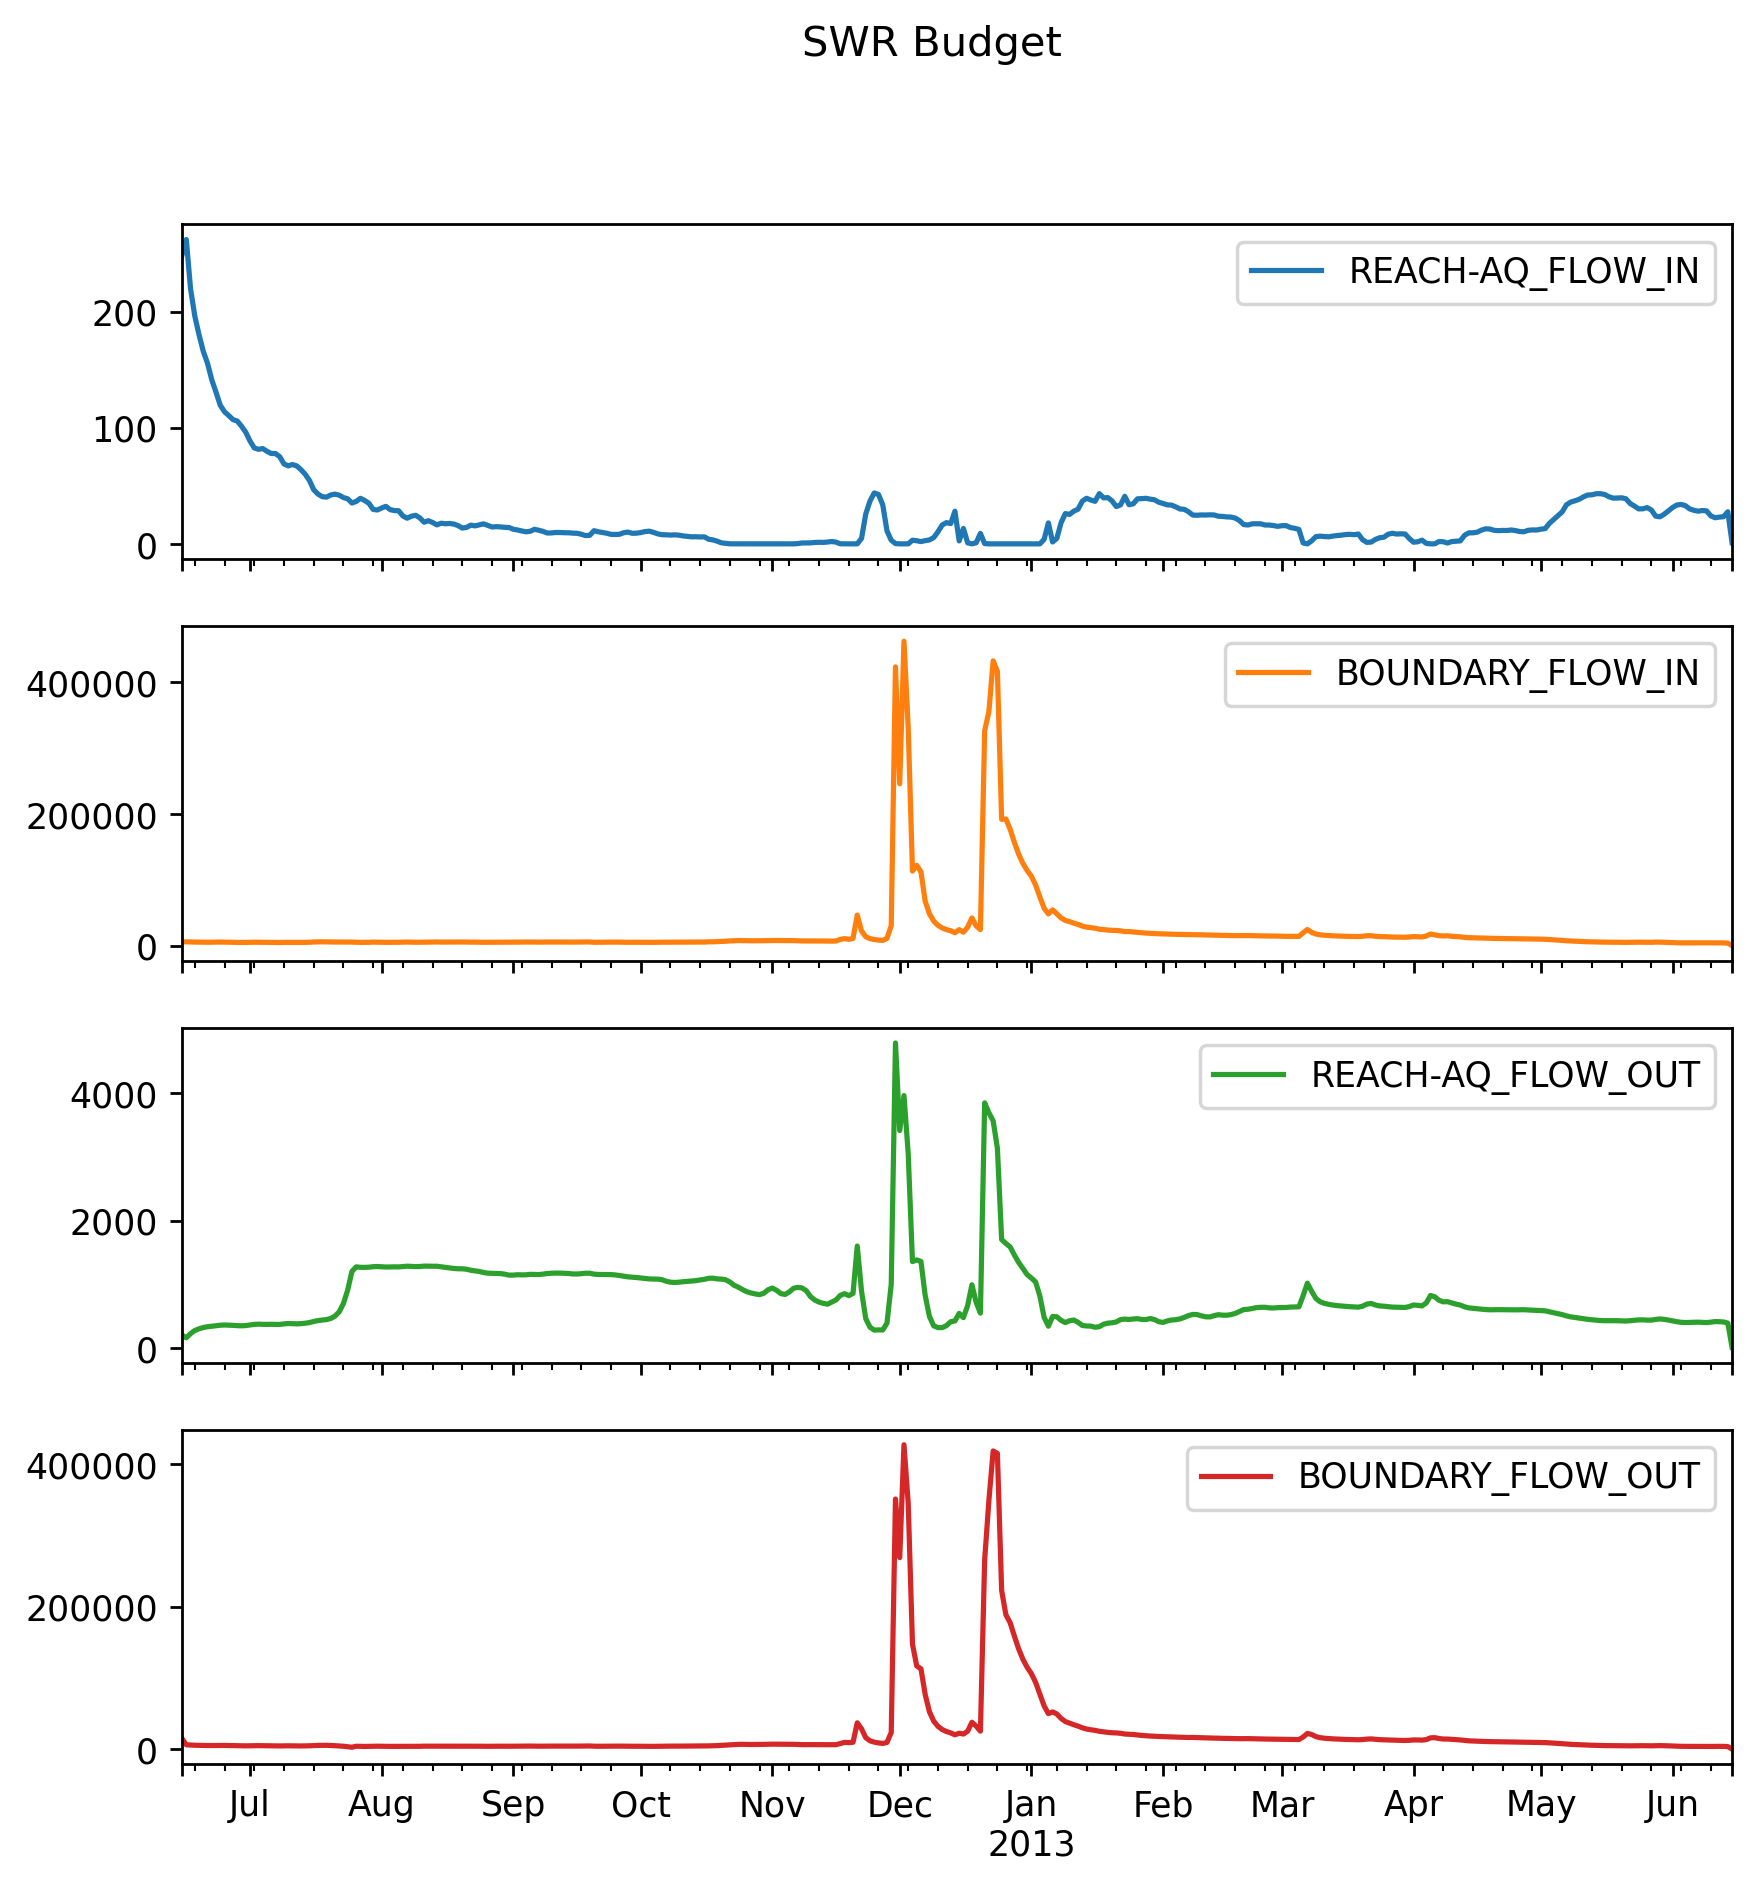 SWR Budget
REACH-AQ_FLOW_IN
200
100
0
BOUNDARY_FLOW_IN
400000
200000
0
REACH-AQ_FLOW_OUT
4000
2000
0
BOUNDARY_FLOW_OUT
400000
200000
0
Jul Aug Sep Oct Nov Dec Jan Feb Mar Apr May Jun
2013